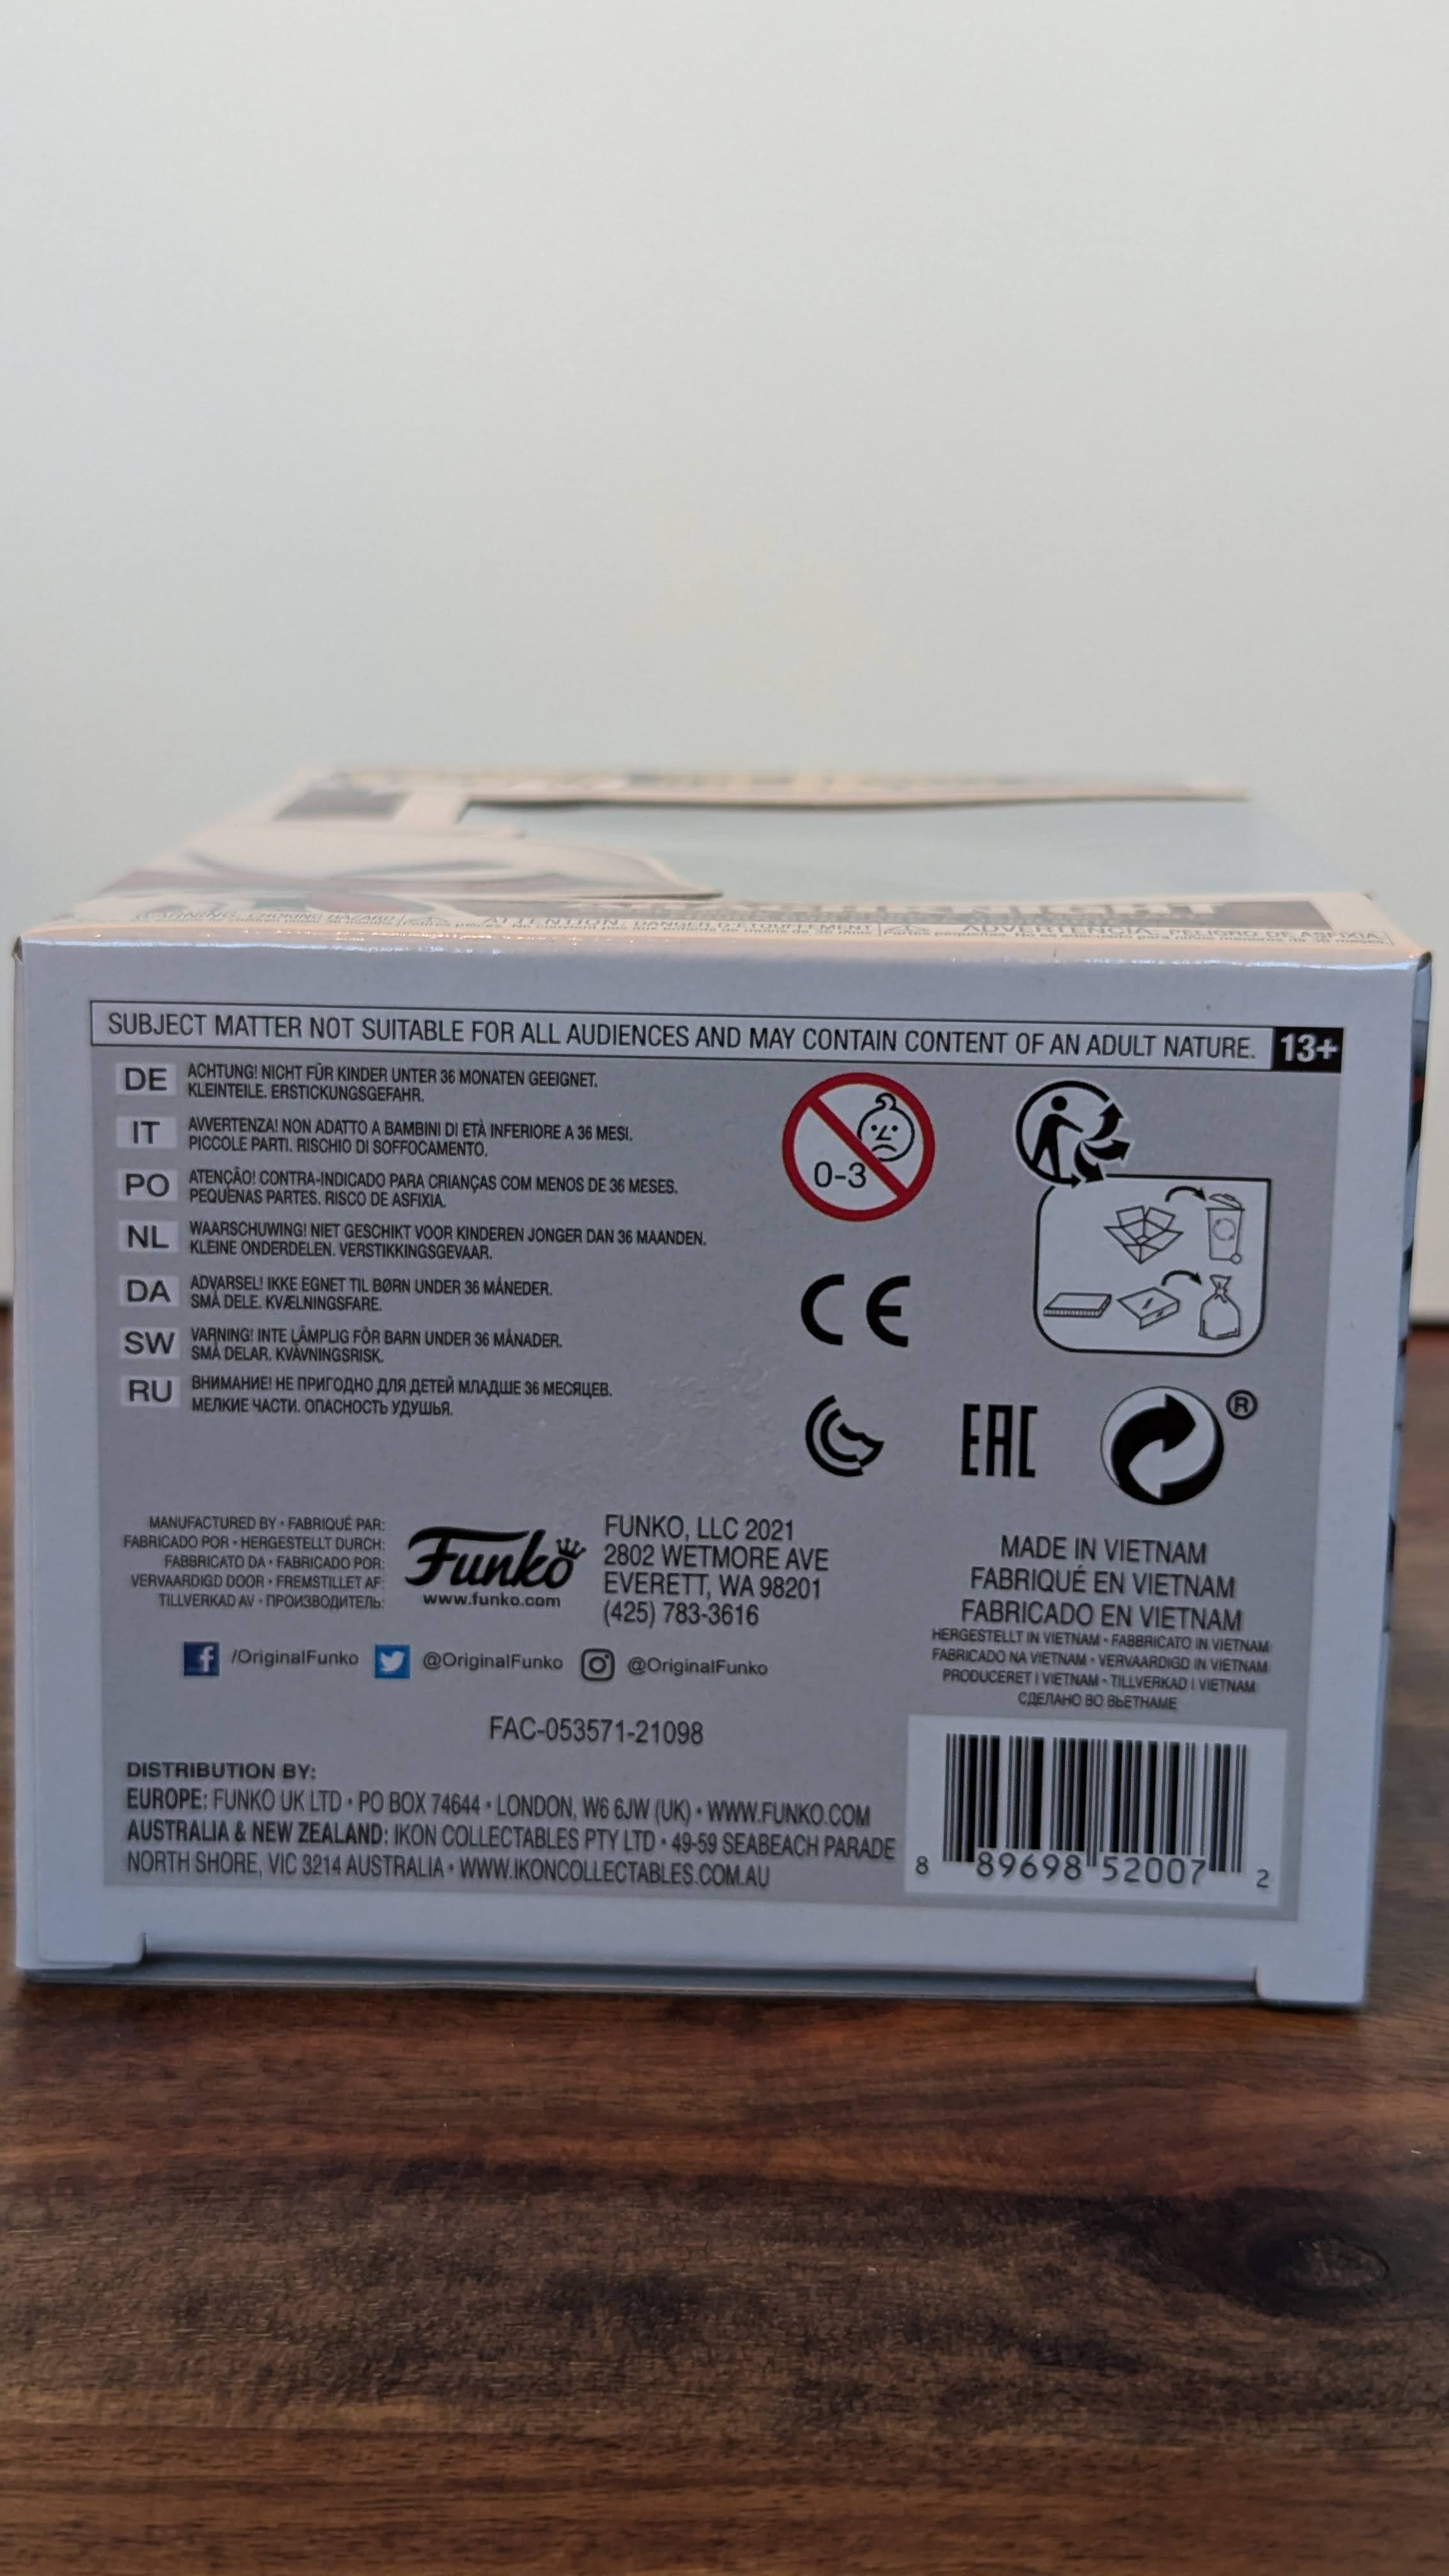 WARNING: CHOKING HAZARD
ATTENTION: DANGER D'ÉTOUFFEMENT
ADVERTENCIA: PELIGRO DE ASFIXIA
SUBJECT MATTER NOT SUITABLE FOR ALL AUDIENCES AND MAY CONTAIN CONTENT OF AN ADULT NATURE. 13+
DE ACHTUNG! NICHT FÜR KINDER UNTER 36 MONATEN GEEIGNET.
KLEINTEILE. ERSTICKUNGSGEFAHR.
IT AVVERTENZA! NON ADATTO A BAMBINI DI ETÀ INFERIORE A 36 MESI.
PICCOLE PARTI. RISCHIO DI SOFFOCAMENTO.
PO ATENÇÃO! CONTRA-INDICADO PARA CRIANÇAS COM MENOS DE 36 MESES.
PEQUENAS PARTES. RISCO DE ASFIXIA.
NL WAARSCHUWING! NIET GESCHIKT VOOR KINDEREN JONGER DAN 36 MAANDEN.
KLEINE ONDERDELEN. VERSTIKKINGSGEVAAR.
DA ADVARSEL! IKKE EGNET TIL BØRN UNDER 36 MÅNEDER.
SMÅ DELE. KVÆLNINGSFARE.
SW VARNING! INTE LÄMPLIG FÖR BARN UNDER 36 MÅNADER.
SMÅ DELAR. KVÄVNINGSRISK.
RU ВНИМАНИЕ! НЕ ПРИГОДНО ДЛЯ ДЕТЕЙ МЛАДШЕ 36 МЕСЯЦЕВ.
МЕЛКИЕ ЧАСТИ. ОПАСНОСТЬ УДУШЬЯ.
0-3
CE
EAC
®
MANUFACTURED BY • FABRIQUÉ PAR:
FABRICADO POR • HERGESTELLT DURCH:
FABBRICATO DA • FABRICADO POR:
VERVAARDIGD DOOR • FREMSTILLET AF:
TILLVERKAD AV • ПРОИЗВОДИТЕЛЬ:
Funko
www.funko.com
FUNKO, LLC 2021
2802 WETMORE AVE
EVERETT, WA 98201
(425) 783-3616
MADE IN VIETNAM
FABRIQUÉ EN VIETNAM
FABRICADO EN VIETNAM
HERGESTELLT IN VIETNAM • FABBRICATO IN VIETNAM
FABRICADO NA VIETNAM • VERVAARDIGD IN VIETNAM
PRODUCERET I VIETNAM • TILLVERKAD I VIETNAM
СДЕЛАНО ВО ВЬЕТНАМЕ
/OriginalFunko @OriginalFunko @OriginalFunko
FAC-053571-21098
DISTRIBUTION BY:
EUROPE: FUNKO UK LTD • PO BOX 74644 • LONDON, W6 6JW (UK) • WWW.FUNKO.COM
AUSTRALIA & NEW ZEALAND: IKON COLLECTABLES PTY LTD • 49-59 SEABEACH PARADE
NORTH SHORE, VIC 3214 AUSTRALIA • WWW.IKONCOLLECTABLES.COM.AU
8 89698 52007 2